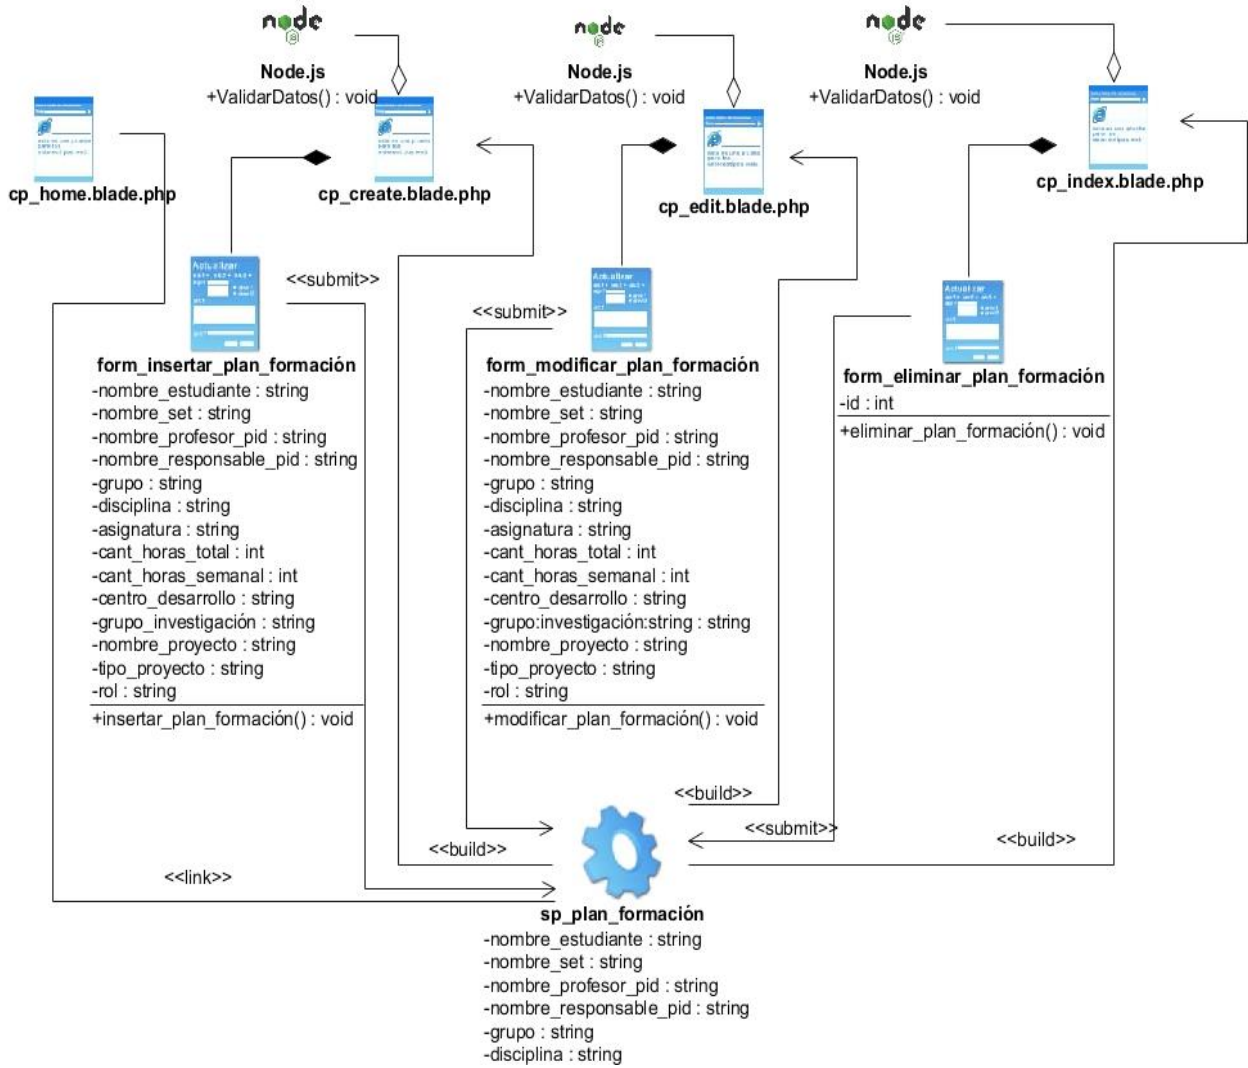 node
JS
Node.js
+ValidarDatos() : void
node
JS
Node.js
+ValidarDatos() : void
node
JS
Node.js
+ValidarDatos() : void
cp_home.blade.php
cp_create.blade.php
cp_edit.blade.php
cp_index.blade.php
Actualizar
<<submit>>
form_insertar_plan_formación
-nombre_estudiante : string
-nombre_set : string
-nombre_profesor_pid : string
-nombre_responsable_pid : string
-grupo : string
-disciplina : string
-asignatura : string
-cant_horas_total : int
-cant_horas_semanal : int
-centro_desarrollo : string
-grupo_investigación : string
-nombre_proyecto : string
-tipo_proyecto : string
-rol : string
+insertar_plan_formación() : void
Actualizar
<<submit>>
form_modificar_plan_formación
-nombre_estudiante : string
-nombre_set : string
-nombre_profesor_pid : string
-nombre_responsable_pid : string
-grupo : string
-disciplina : string
-asignatura : string
-cant_horas_total : int
-cant_horas_semanal : int
-centro_desarrollo : string
-grupo:investigación:string : string
-nombre_proyecto : string
-tipo_proyecto : string
-rol : string
+modificar_plan_formación() : void
Actualizar
form_eliminar_plan_formación
-id : int
+eliminar_plan_formación() : void
<<build>>
<<submit>>
<<build>>
<<build>>
<<link>>
sp_plan_formación
-nombre_estudiante : string
-nombre_set : string
-nombre_profesor_pid : string
-nombre_responsable_pid : string
-grupo : string
-disciplina : string